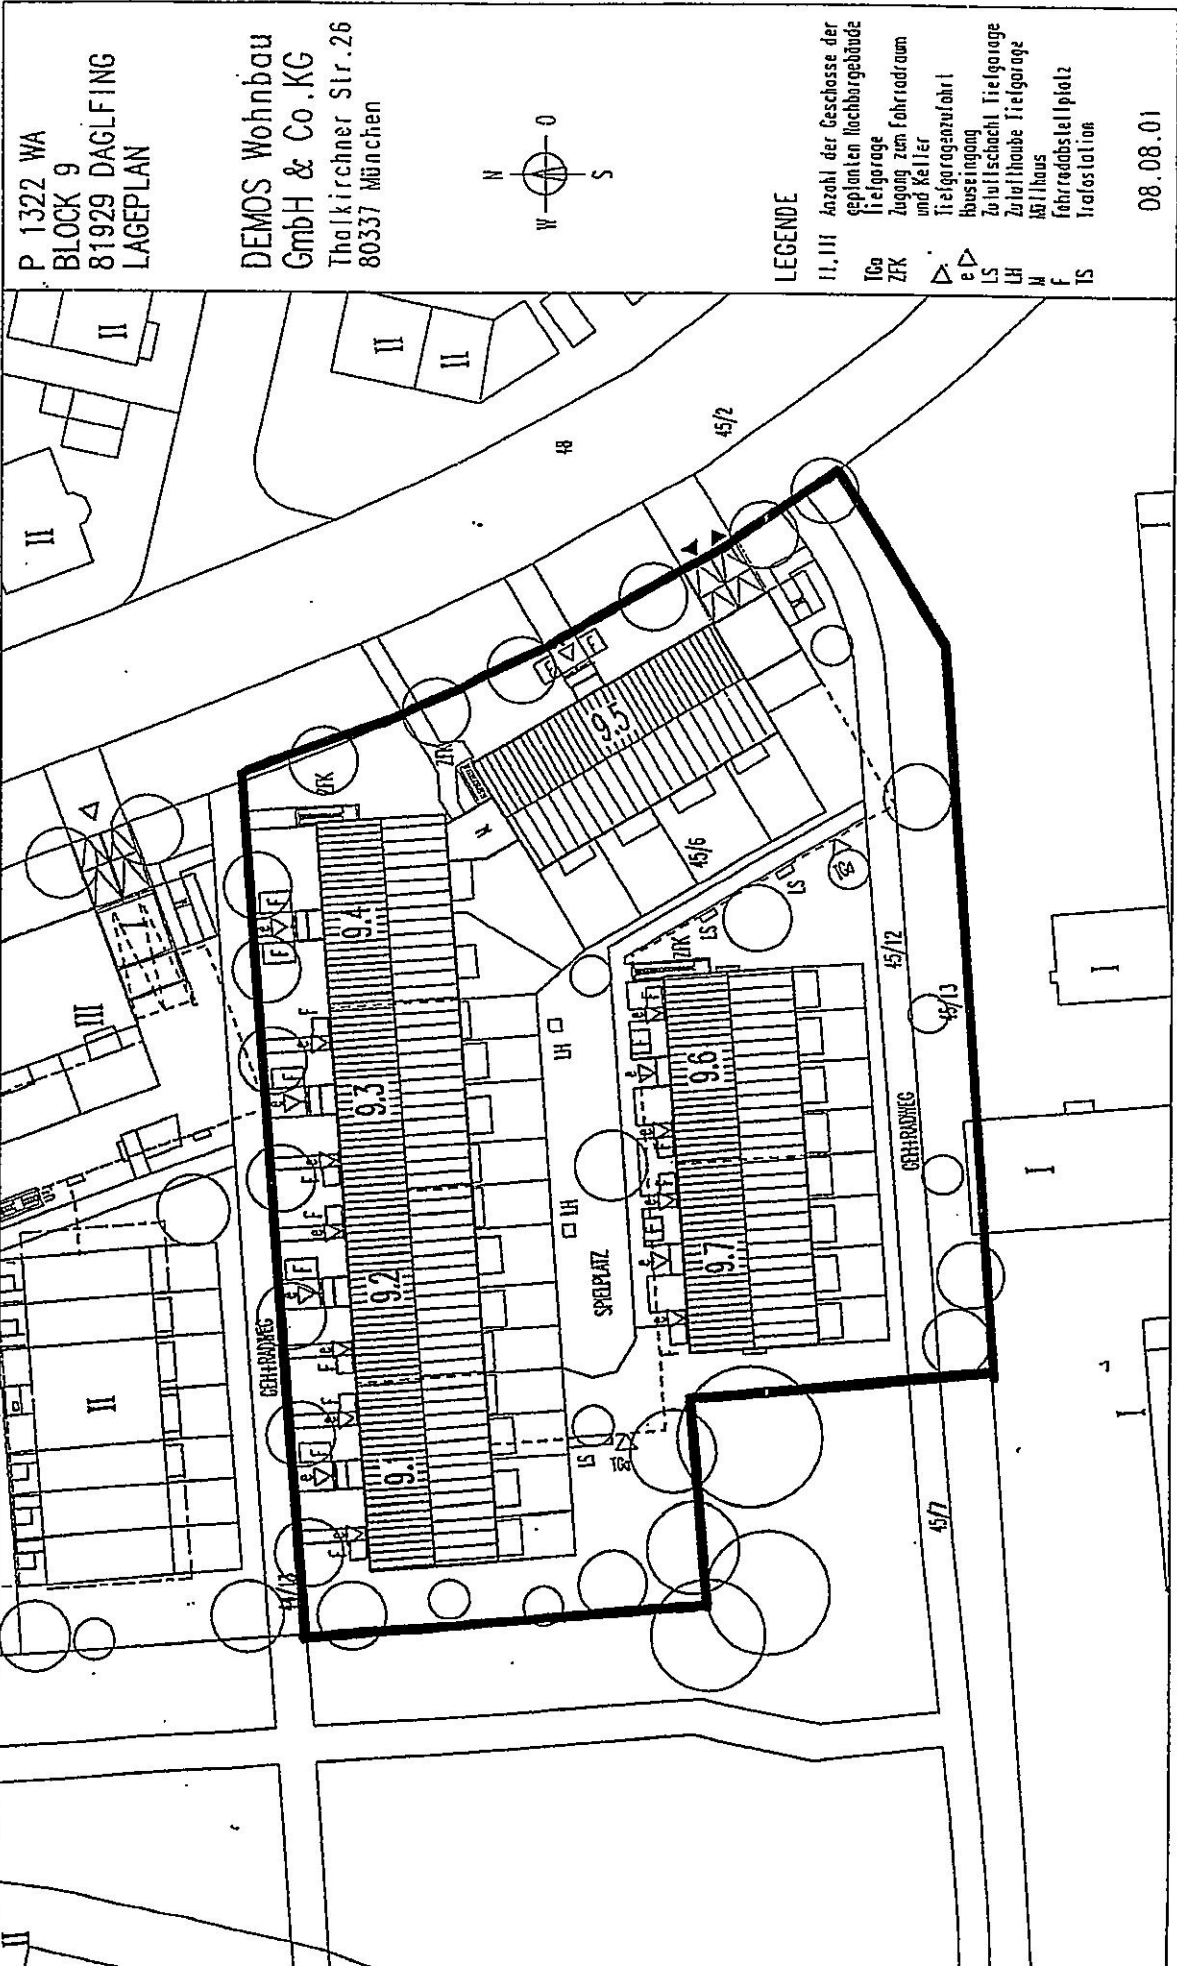 P 1322 WA
BLOCK 9
81929 DAGLFING
LAGEPLAN
DEMOS Wohnbau
GmbH & Co.KG
Thalkirchner Str.26
80337 München
N
W
O
S
LEGENDE
II,III Anzahl der Geschosse der
geplanten Nachbargebäude
TGa Tiefgarage
ZFK Zugang zum Fahrradraum
und Keller
Tiefgaragenzufahrt
e Hauseingang
LS Zuluftschacht Tiefgarage
LH Zulufthaube Tiefgarage
M Müllhaus
F Fahrradabstellplatz
TS Trafostation
08.08.01
II
II
II
II
III
II
II
48
45/2
ZFK
ZFK
M
9.5
F
F
45/6
9.4
9.3
9.2
9.1
e
F
F
e
F
F
e
F
e
F
e
F
e
F
e
F
e
F
GEH+RADWEG
44/13
LH
LH
SPIELPLATZ
LS
TGa
ZFK
LS
LS
TGa
9.6
9.7
e
F
e
F
e
F
e
F
e
F
e
F
45/12
45/13
GEH+RADWEG
45/7
I
I
I
I